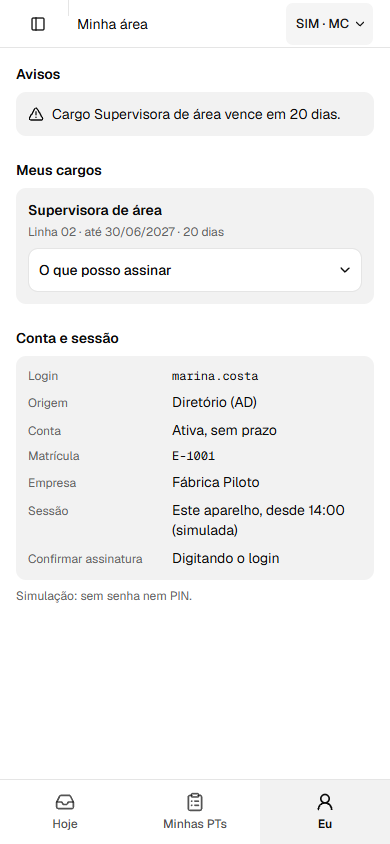 Minha área
SIM · MC
Avisos
Cargo Supervisora de área vence em 20 dias.
Meus cargos
Supervisora de área
Linha 02 · até 30/06/2027 · 20 dias
O que posso assinar
Conta e sessão
Login marina.costa
Origem Diretório (AD)
Conta Ativa, sem prazo
Matrícula E-1001
Empresa Fábrica Piloto
Sessão Este aparelho, desde 14:00
(simulada)
Confirmar assinatura Digitando o login
Simulação: sem senha nem PIN.
Hoje Minhas PTs Eu